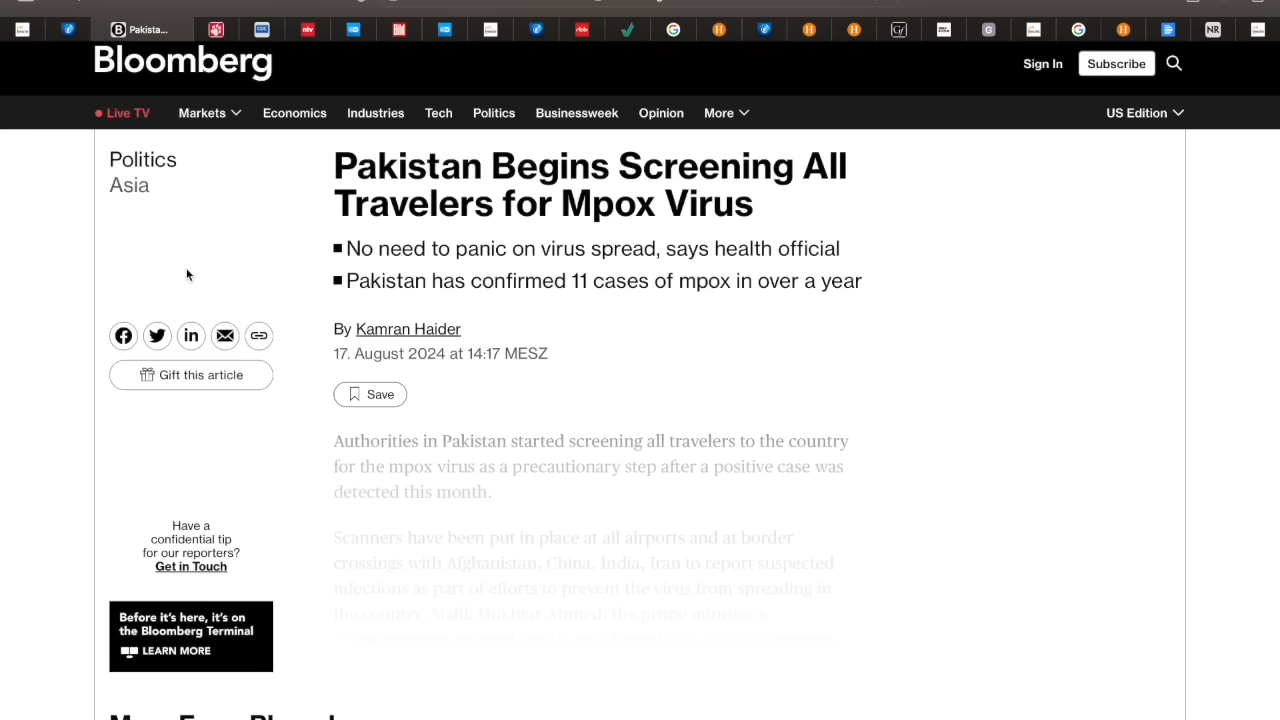 Pakista...
CDC
ntv
Bild
rbb
NR
Bloomberg
Sign In
Subscribe
Live TV
Markets
Economics
Industries
Tech
Politics
Businessweek
Opinion
More
US Edition
Politics
Asia
Pakistan Begins Screening All
Travelers for Mpox Virus
No need to panic on virus spread, says health official
Pakistan has confirmed 11 cases of mpox in over a year
By Kamran Haider
17. August 2024 at 14:17 MESZ
Gift this article
Save
Authorities in Pakistan started screening all travelers to the country
for the mpox virus as a precautionary step after a positive case was
detected this month.
Scanners have been put in place at all airports and at border
crossings with Afghanistan, China, India, Iran to report suspected
infections as part of efforts to prevent the virus from spreading in
the country, Malik Mukhtar Ahmed, the prime minister's
Have a
confidential tip
for our reporters?
Get in Touch
Before it's here, it's on
the Bloomberg Terminal
LEARN MORE